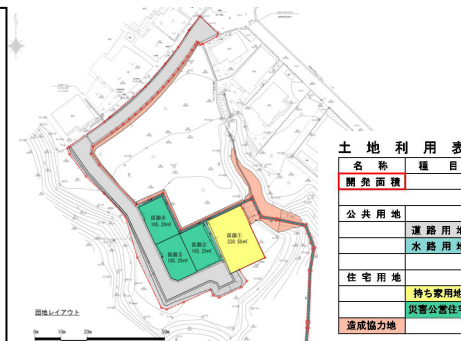 土地利用表
名称 種目
開発面積
公共用地
道路用地
水路用地
住宅用地
持ち家用地
災害公営住宅
造成協力地
区画④
165.29㎡
区画③
165.29㎡
区画②
165.29㎡
区画①
330.58㎡
団地レイアウト
0m 10m 20m 50m